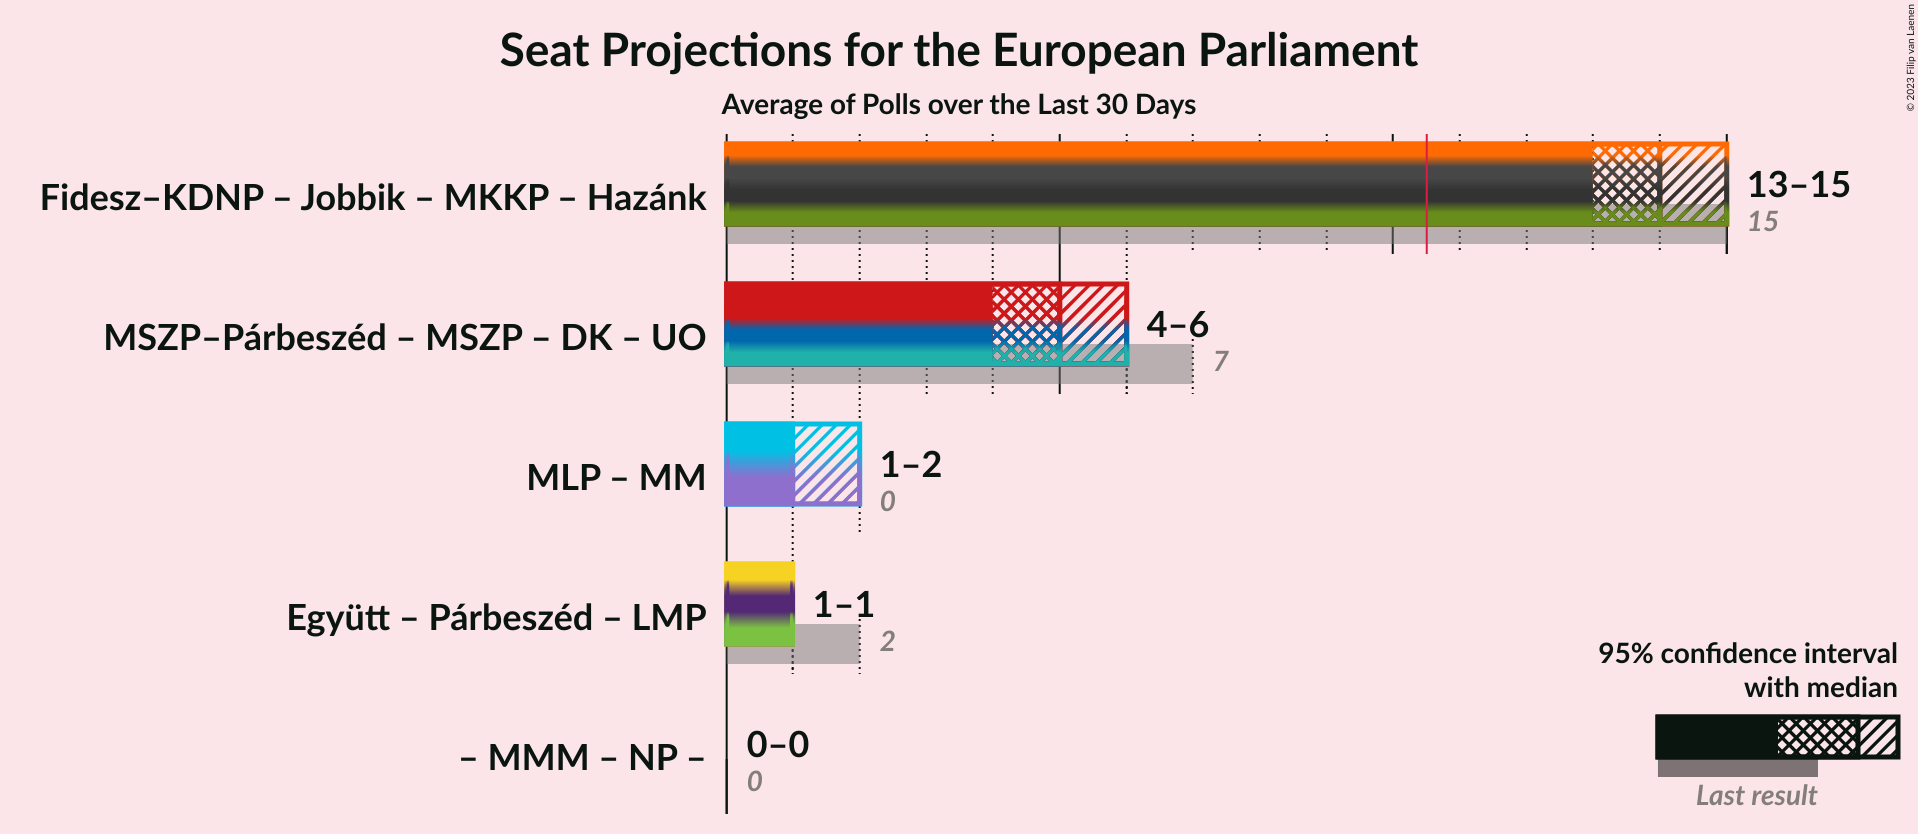 Seat Projections for the European Parliament
Average of Polls over the Last 30 Days
© 2023 Filip van Laenen
Fidesz–KDNP – Jobbik – MKKP – Hazánk
13–15
15
MSZP–Párbeszéd – MSZP – DK – UO
4–6
7
MLP – MM
1–2
0
Együtt – Párbeszéd – LMP
1–1
2
– MMM – NP –
0–0
0
95% confidence interval
with median
Last result